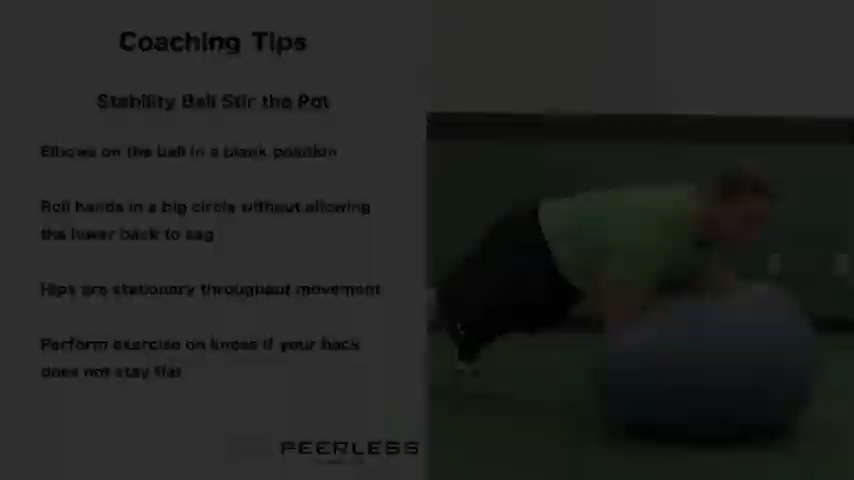 Coaching Tips
Stability Ball Stir the Pot
Elbows on the ball in a plank position
Roll hands in a big circle without allowing
the lower back to sag
Hips are stationary throughout movement
Perform exercise on knees if your back
does not stay flat
PEERLESS